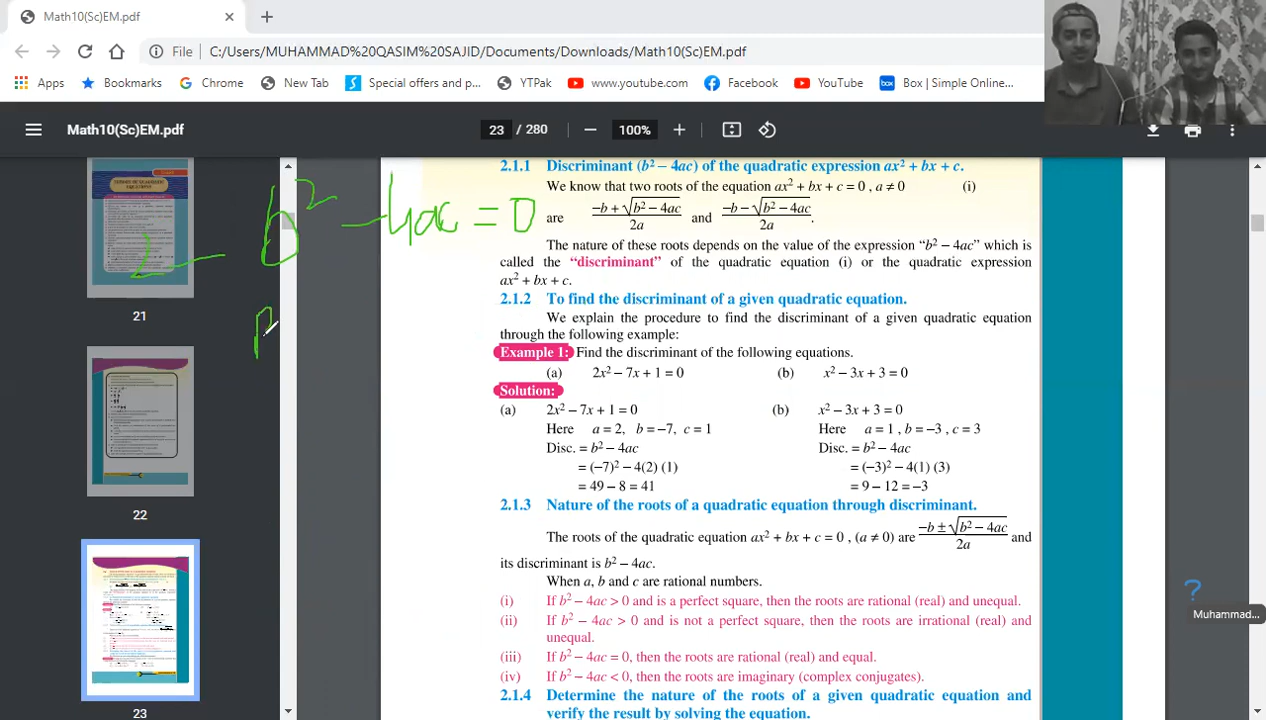 Math10(Sc)EM.pdf
File C:/Users/MUHAMMAD%20QASIM%20SAJID/Documents/Downloads/Math10(Sc)EM.pdf
Apps Bookmarks Chrome New Tab Special offers and p... YTPak www.youtube.com Facebook YouTube box Box | Simple Online...
Math10(Sc)EM.pdf 23 / 280 100%
21
22
23
b² – 4ac = 0
2.1.1 Discriminant (b² – 4ac) of the quadratic expression ax² + bx + c.
We know that two roots of the equation ax² + bx + c = 0 , a ≠ 0 (i)
are (–b + √(b² – 4ac))/2a and (–b – √(b² – 4ac))/2a.
The nature of these roots depends on the value of the expression “b² – 4ac” which is
called the “discriminant” of the quadratic equation (i) or the quadratic expression
ax² + bx + c.
2.1.2 To find the discriminant of a given quadratic equation.
We explain the procedure to find the discriminant of a given quadratic equation
through the following example:
Example 1: Find the discriminant of the following equations.
(a) 2x² – 7x + 1 = 0 (b) x² – 3x + 3 = 0
Solution:
(a) 2x² – 7x + 1 = 0 (b) x² – 3x + 3 = 0
Here a = 2, b = –7, c = 1 Here a = 1 , b = –3 , c = 3
Disc. = b² – 4ac Disc. = b² – 4ac
= (–7)² – 4(2) (1) = (–3)² – 4(1) (3)
= 49 – 8 = 41 = 9 – 12 = –3
2.1.3 Nature of the roots of a quadratic equation through discriminant.
The roots of the quadratic equation ax² + bx + c = 0 , (a ≠ 0) are (–b ± √(b² – 4ac))/2a and
its discriminant is b² – 4ac.
When a, b and c are rational numbers.
(i) If b² – 4ac > 0 and is a perfect square, then the roots are rational (real) and unequal.
(ii) If b² – 4ac > 0 and is not a perfect square, then the roots are irrational (real) and
unequal.
(iii) If b² – 4ac = 0, then the roots are rational (real) and equal.
(iv) If b² – 4ac < 0, then the roots are imaginary (complex conjugates).
2.1.4 Determine the nature of the roots of a given quadratic equation and
verify the result by solving the equation.
?
Muhammad...